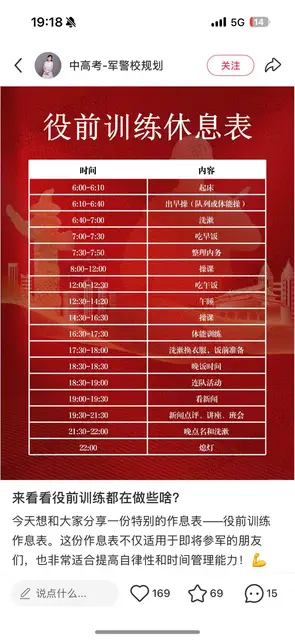 19:18
5G
14
中高考-军警校规划
关注
役前训练休息表
时间 内容
6:00-6:10 起床
6:10-6:40 出早操（队列或体能操）
6:40-7:00 洗漱
7:00-7:30 吃早饭
7:30-7:50 整理内务
8:00-12:00 操课
12:00-12:30 吃午饭
12:30-14:20 午睡
14:30-16:30 操课
16:30-17:30 体能训练
17:30-18:00 洗漱换衣服、饭前准备
18:30-18:30 晚饭时间
18:30-19:00 连队活动
19:00-19:30 看新闻
19:30-21:30 新闻点评、讲座、班会
21:30-22:00 晚点名和洗漱
22:00 熄灯
来看看役前训练都在做些啥？
今天想和大家分享一份特别的作息表——役前训练
作息表。这份作息表不仅适用于即将参军的朋友
们，也非常适合提高自律性和时间管理能力！💪
说点什么...
169
69
15